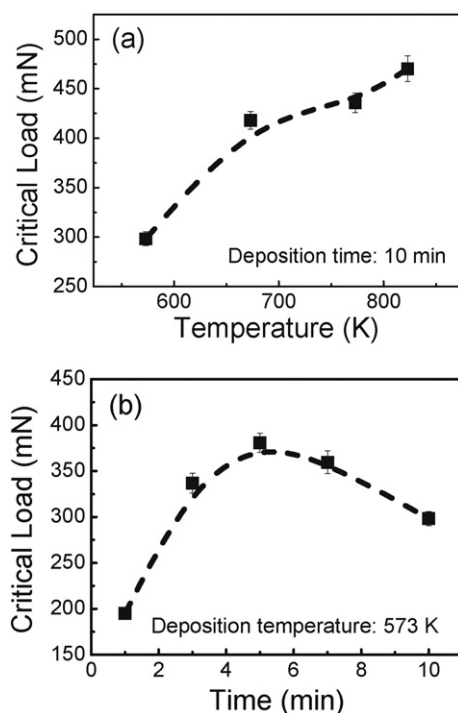 (a)
500
450
400
350
300
250
Critical Load (mN)
Deposition time: 10 min
600 700 800
Temperature (K)
(b)
450
400
350
300
250
200
150
Critical Load (mN)
Deposition temperature: 573 K
0 2 4 6 8 10
Time (min)